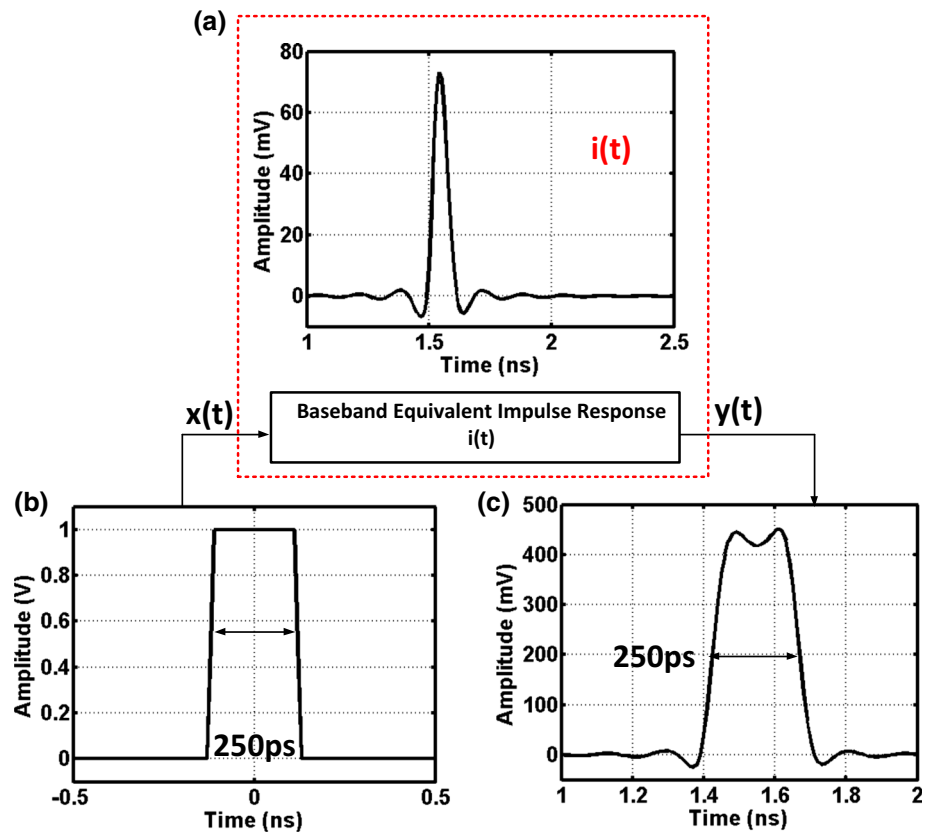 (a)
80
60
40
20
0
Amplitude (mV)
i(t)
1
1.5
2
2.5
Time (ns)
x(t)
Baseband Equivalent Impulse Response
i(t)
y(t)
(b)
1
0.8
0.6
0.4
0.2
0
Amplitude (V)
250ps
-0.5
0
0.5
Time (ns)
(c)
500
400
300
200
100
0
Amplitude (mV)
250ps
1
1.2
1.4
1.6
1.8
2
Time (ns)